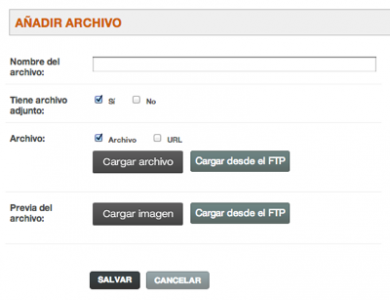 AÑADIR ARCHIVO
Nombre del archivo:
Tiene archivo adjunto:
Sí No
Archivo:
Archivo URL
Cargar archivo Cargar desde el FTP
Previa del archivo:
Cargar imagen Cargar desde el FTP
SALVAR CANCELAR